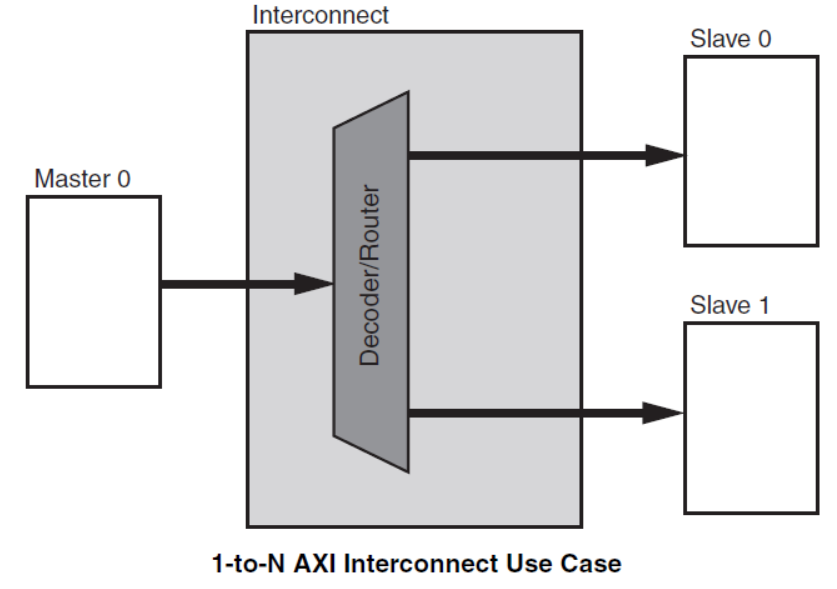 Interconnect
Slave 0
Master 0
Decoder/Router
Slave 1
1-to-N AXI Interconnect Use Case